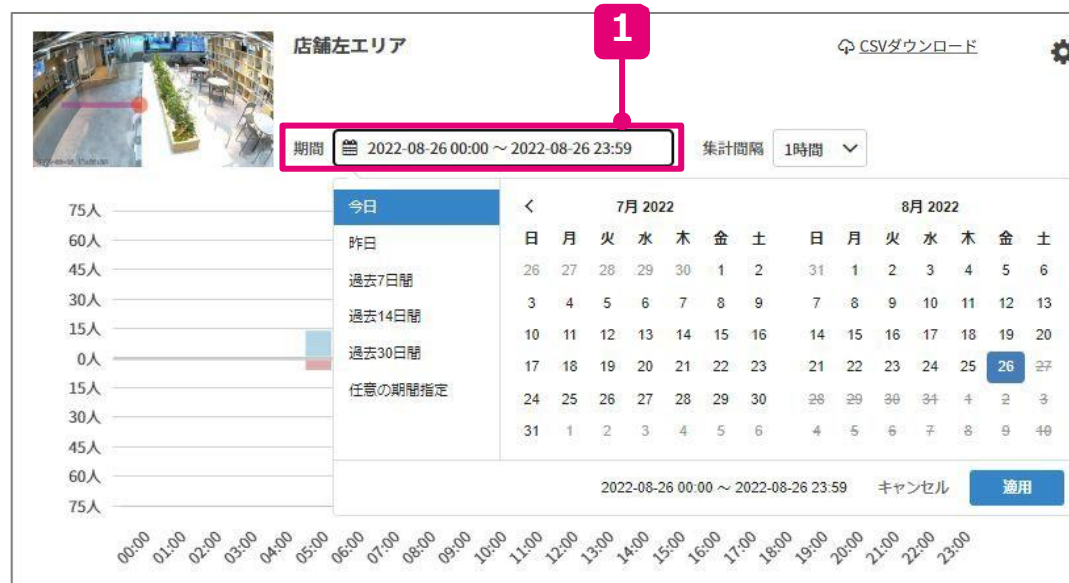 1
店舗左エリア
CSVダウンロード
期間 2022-08-26 00:00 ～ 2022-08-26 23:59 集計間隔 1時間
今日
昨日
過去7日間
過去14日間
過去30日間
任意の期間指定
7月 2022
日 月 火 水 木 金 土
26 27 28 29 30 1 2
3 4 5 6 7 8 9
10 11 12 13 14 15 16
17 18 19 20 21 22 23
24 25 26 27 28 29 30
31 1 2 3 4 5 6
8月 2022
日 月 火 水 木 金 土
31 1 2 3 4 5 6
7 8 9 10 11 12 13
14 15 16 17 18 19 20
21 22 23 24 25 26 27
28 29 30 31 1 2 3
4 5 6 7 8 9 10
2022-08-26 00:00 ～ 2022-08-26 23:59 キャンセル 適用
75人
60人
45人
30人
15人
0人
15人
30人
45人
60人
75人
00:00 01:00 02:00 03:00 04:00 05:00 06:00 07:00 08:00 09:00 10:00 11:00 12:00 13:00 14:00 15:00 16:00 17:00 18:00 19:00 20:00 21:00 22:00 23:00